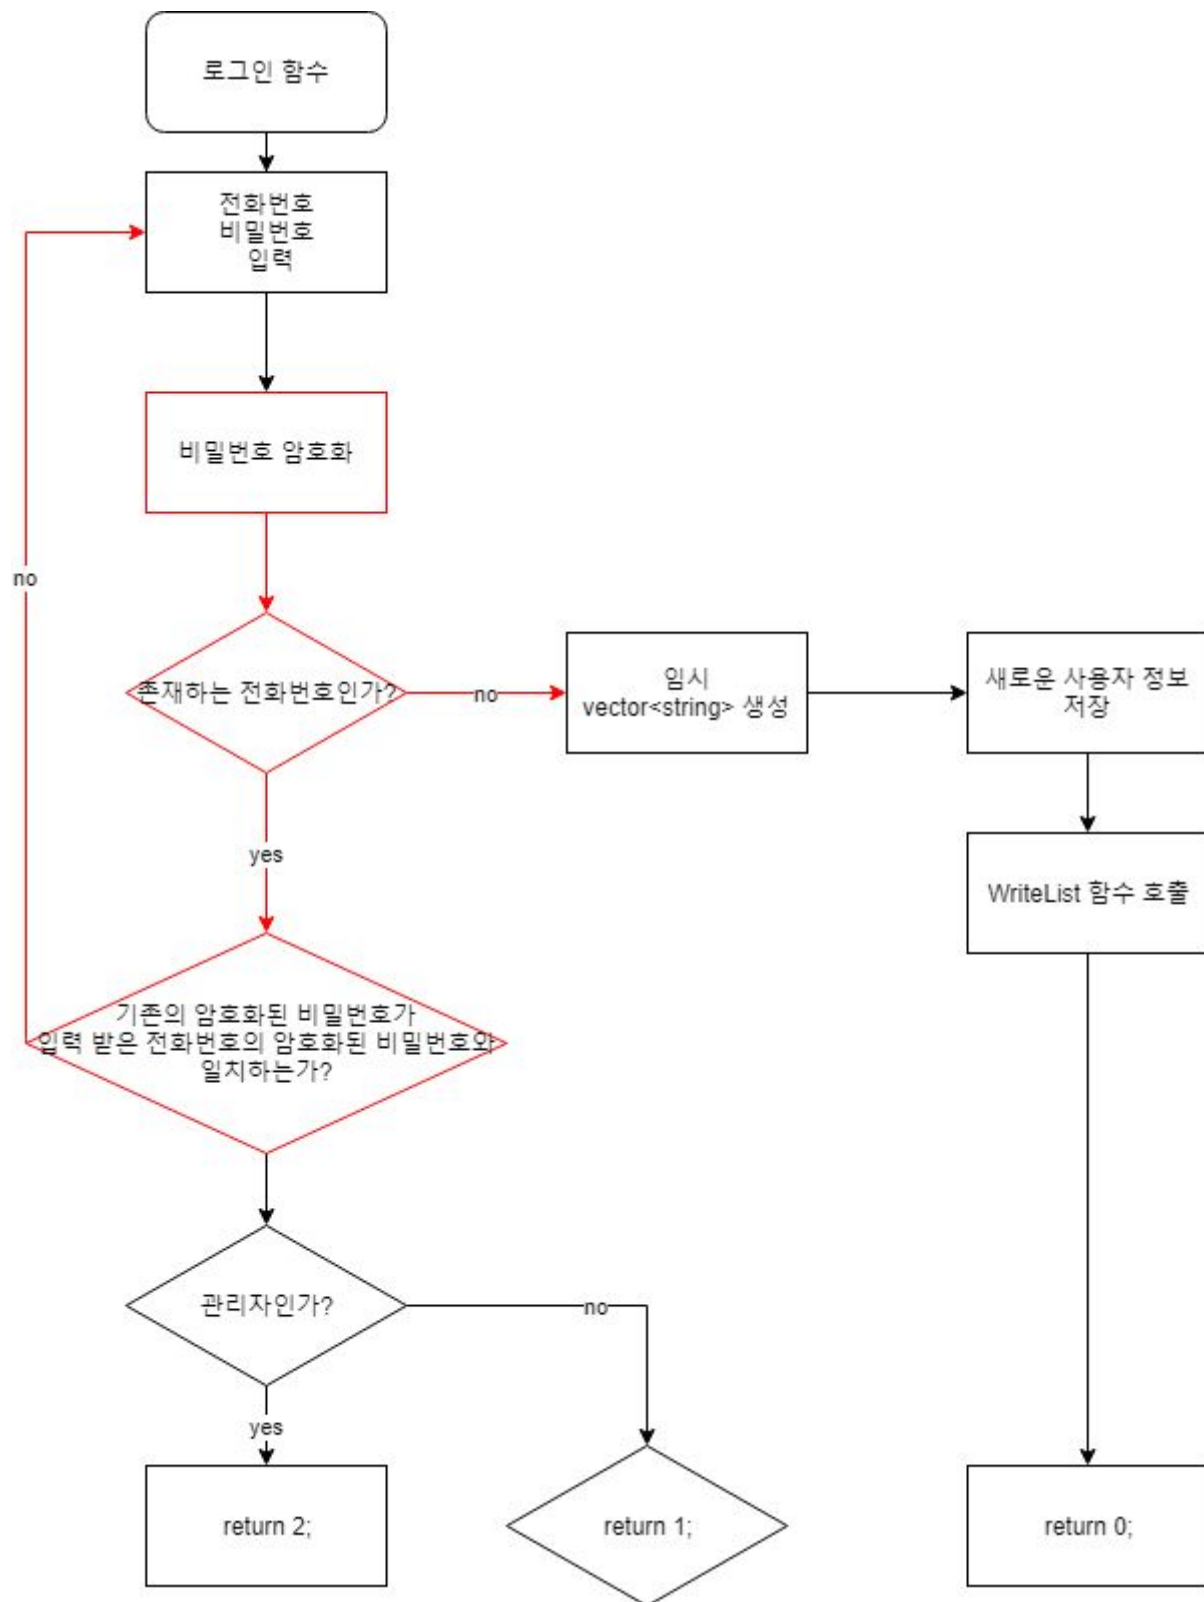 로그인 함수
전화번호
비밀번호
입력
비밀번호 암호화
no
존재하는 전화번호인가?
no
임시
vector<string> 생성
새로운 사용자 정보
저장
yes
WriteList 함수 호출
기존의 암호화된 비밀번호가
입력 받은 전화번호의 암호화된 비밀번호와
일치하는가?
관리자인가?
no
yes
return 2;
return 1;
return 0;